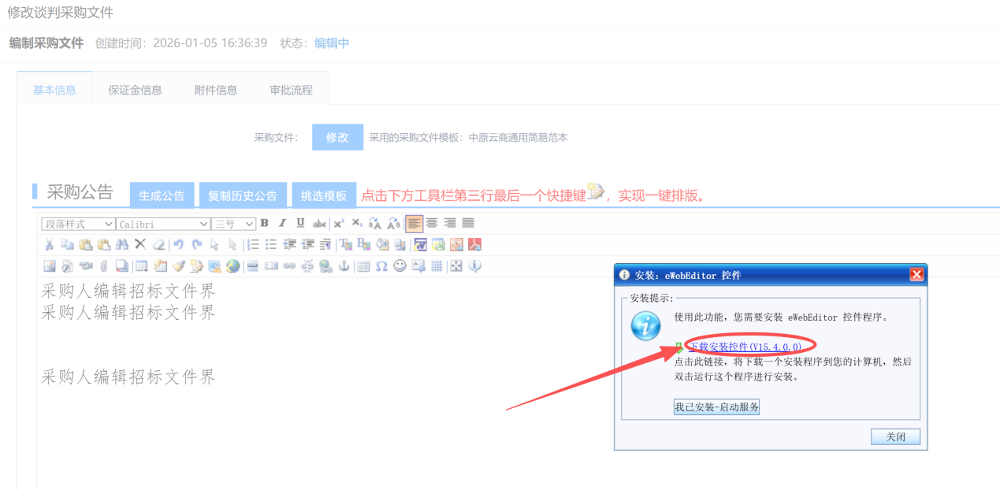 修改谈判采购文件
编制采购文件 创建时间：2026-01-05 16:36:39 状态：编辑中
基本信息 保证金信息 附件信息 审批流程
采购文件： 修改 采用的采购文件模板：中原云商通用简易范本
采购公告 生成公告 复制历史公告 挑选模板 点击下方工具栏第三行最后一个快捷键，实现一键排版。
段落样式 Calibri 三号 B I U abc
采购人编辑招标文件界
采购人编辑招标文件界
采购人编辑招标文件界
安装：eWebEditor 控件
安装提示：
使用此功能，您需要安装 eWebEditor 控件程序。
下载安装控件(V15.4.0.0)
点击此链接，将下载一个安装程序到您的计算机，然后
双击运行这个程序进行安装。
我已安装-启动服务
关闭